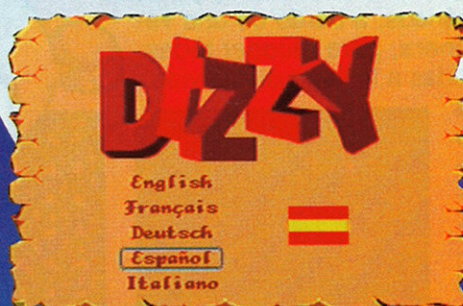 DIZZY
English
Français
Deutsch
Español
Italiano